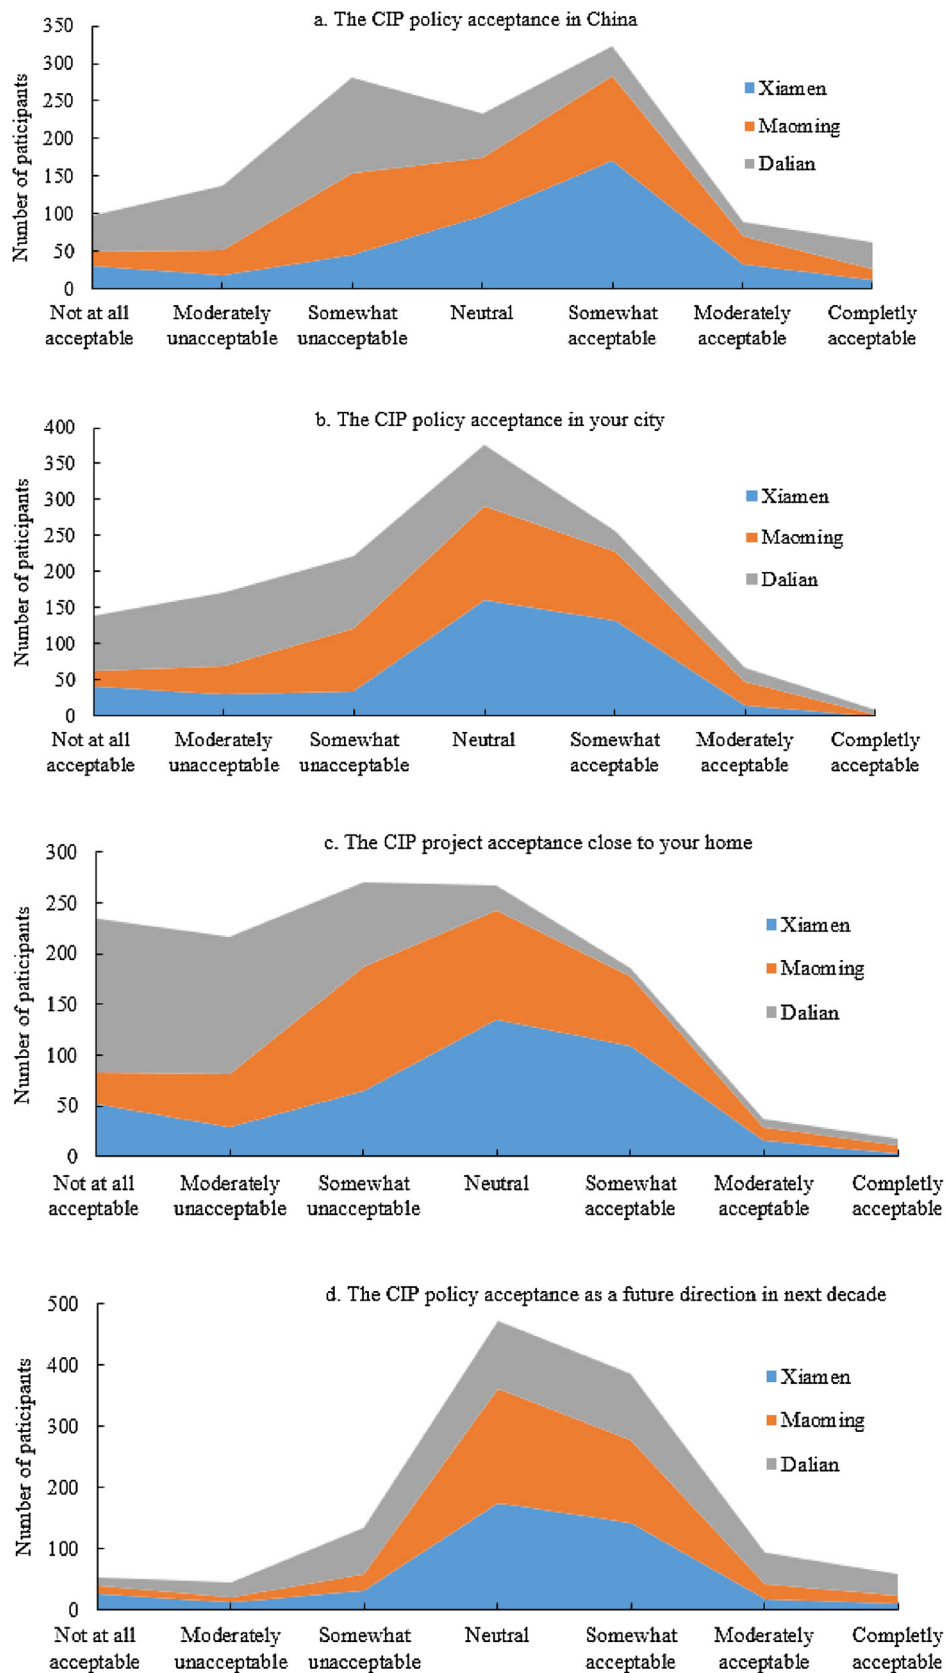 a. The CIP policy acceptance in China
Number of paticipants
350
300
250
200
150
100
50
0
Xiamen
Maoming
Dalian
Not at all acceptable
Moderately unacceptable
Somewhat unacceptable
Neutral
Somewhat acceptable
Moderately acceptable
Completly acceptable
b. The CIP policy acceptance in your city
Number of paticipants
400
350
300
250
200
150
100
50
0
Xiamen
Maoming
Dalian
Not at all acceptable
Moderately unacceptable
Somewhat unacceptable
Neutral
Somewhat acceptable
Moderately acceptable
Completly acceptable
c. The CIP project acceptance close to your home
Number of paticipants
300
250
200
150
100
50
0
Xiamen
Maoming
Dalian
Not at all acceptable
Moderately unacceptable
Somewhat unacceptable
Neutral
Somewhat acceptable
Moderately acceptable
Completly acceptable
d. The CIP policy acceptance as a future direction in next decade
Number of paticipants
500
400
300
200
100
0
Xiamen
Maoming
Dalian
Not at all acceptable
Moderately unacceptable
Somewhat unacceptable
Neutral
Somewhat acceptable
Moderately acceptable
Completly acceptable